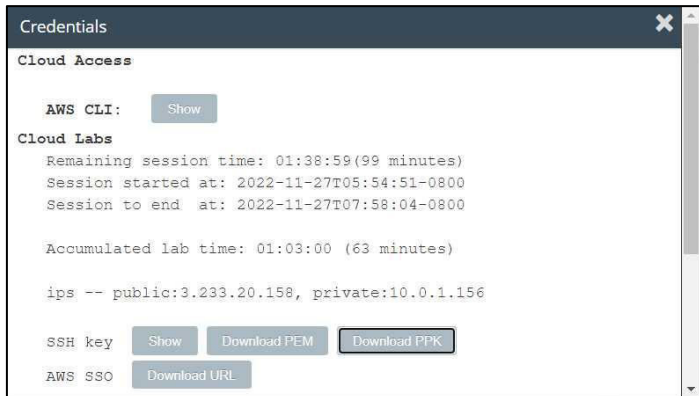 Credentials
Cloud Access
AWS CLI: Show
Cloud Labs
Remaining session time: 01:38:59(99 minutes)
Session started at: 2022-11-27T05:54:51-0800
Session to end  at: 2022-11-27T07:58:04-0800
Accumulated lab time: 01:03:00 (63 minutes)
ips -- public:3.233.20.158, private:10.0.1.156
SSH key Show Download PEM Download PPK
AWS SSO Download URL